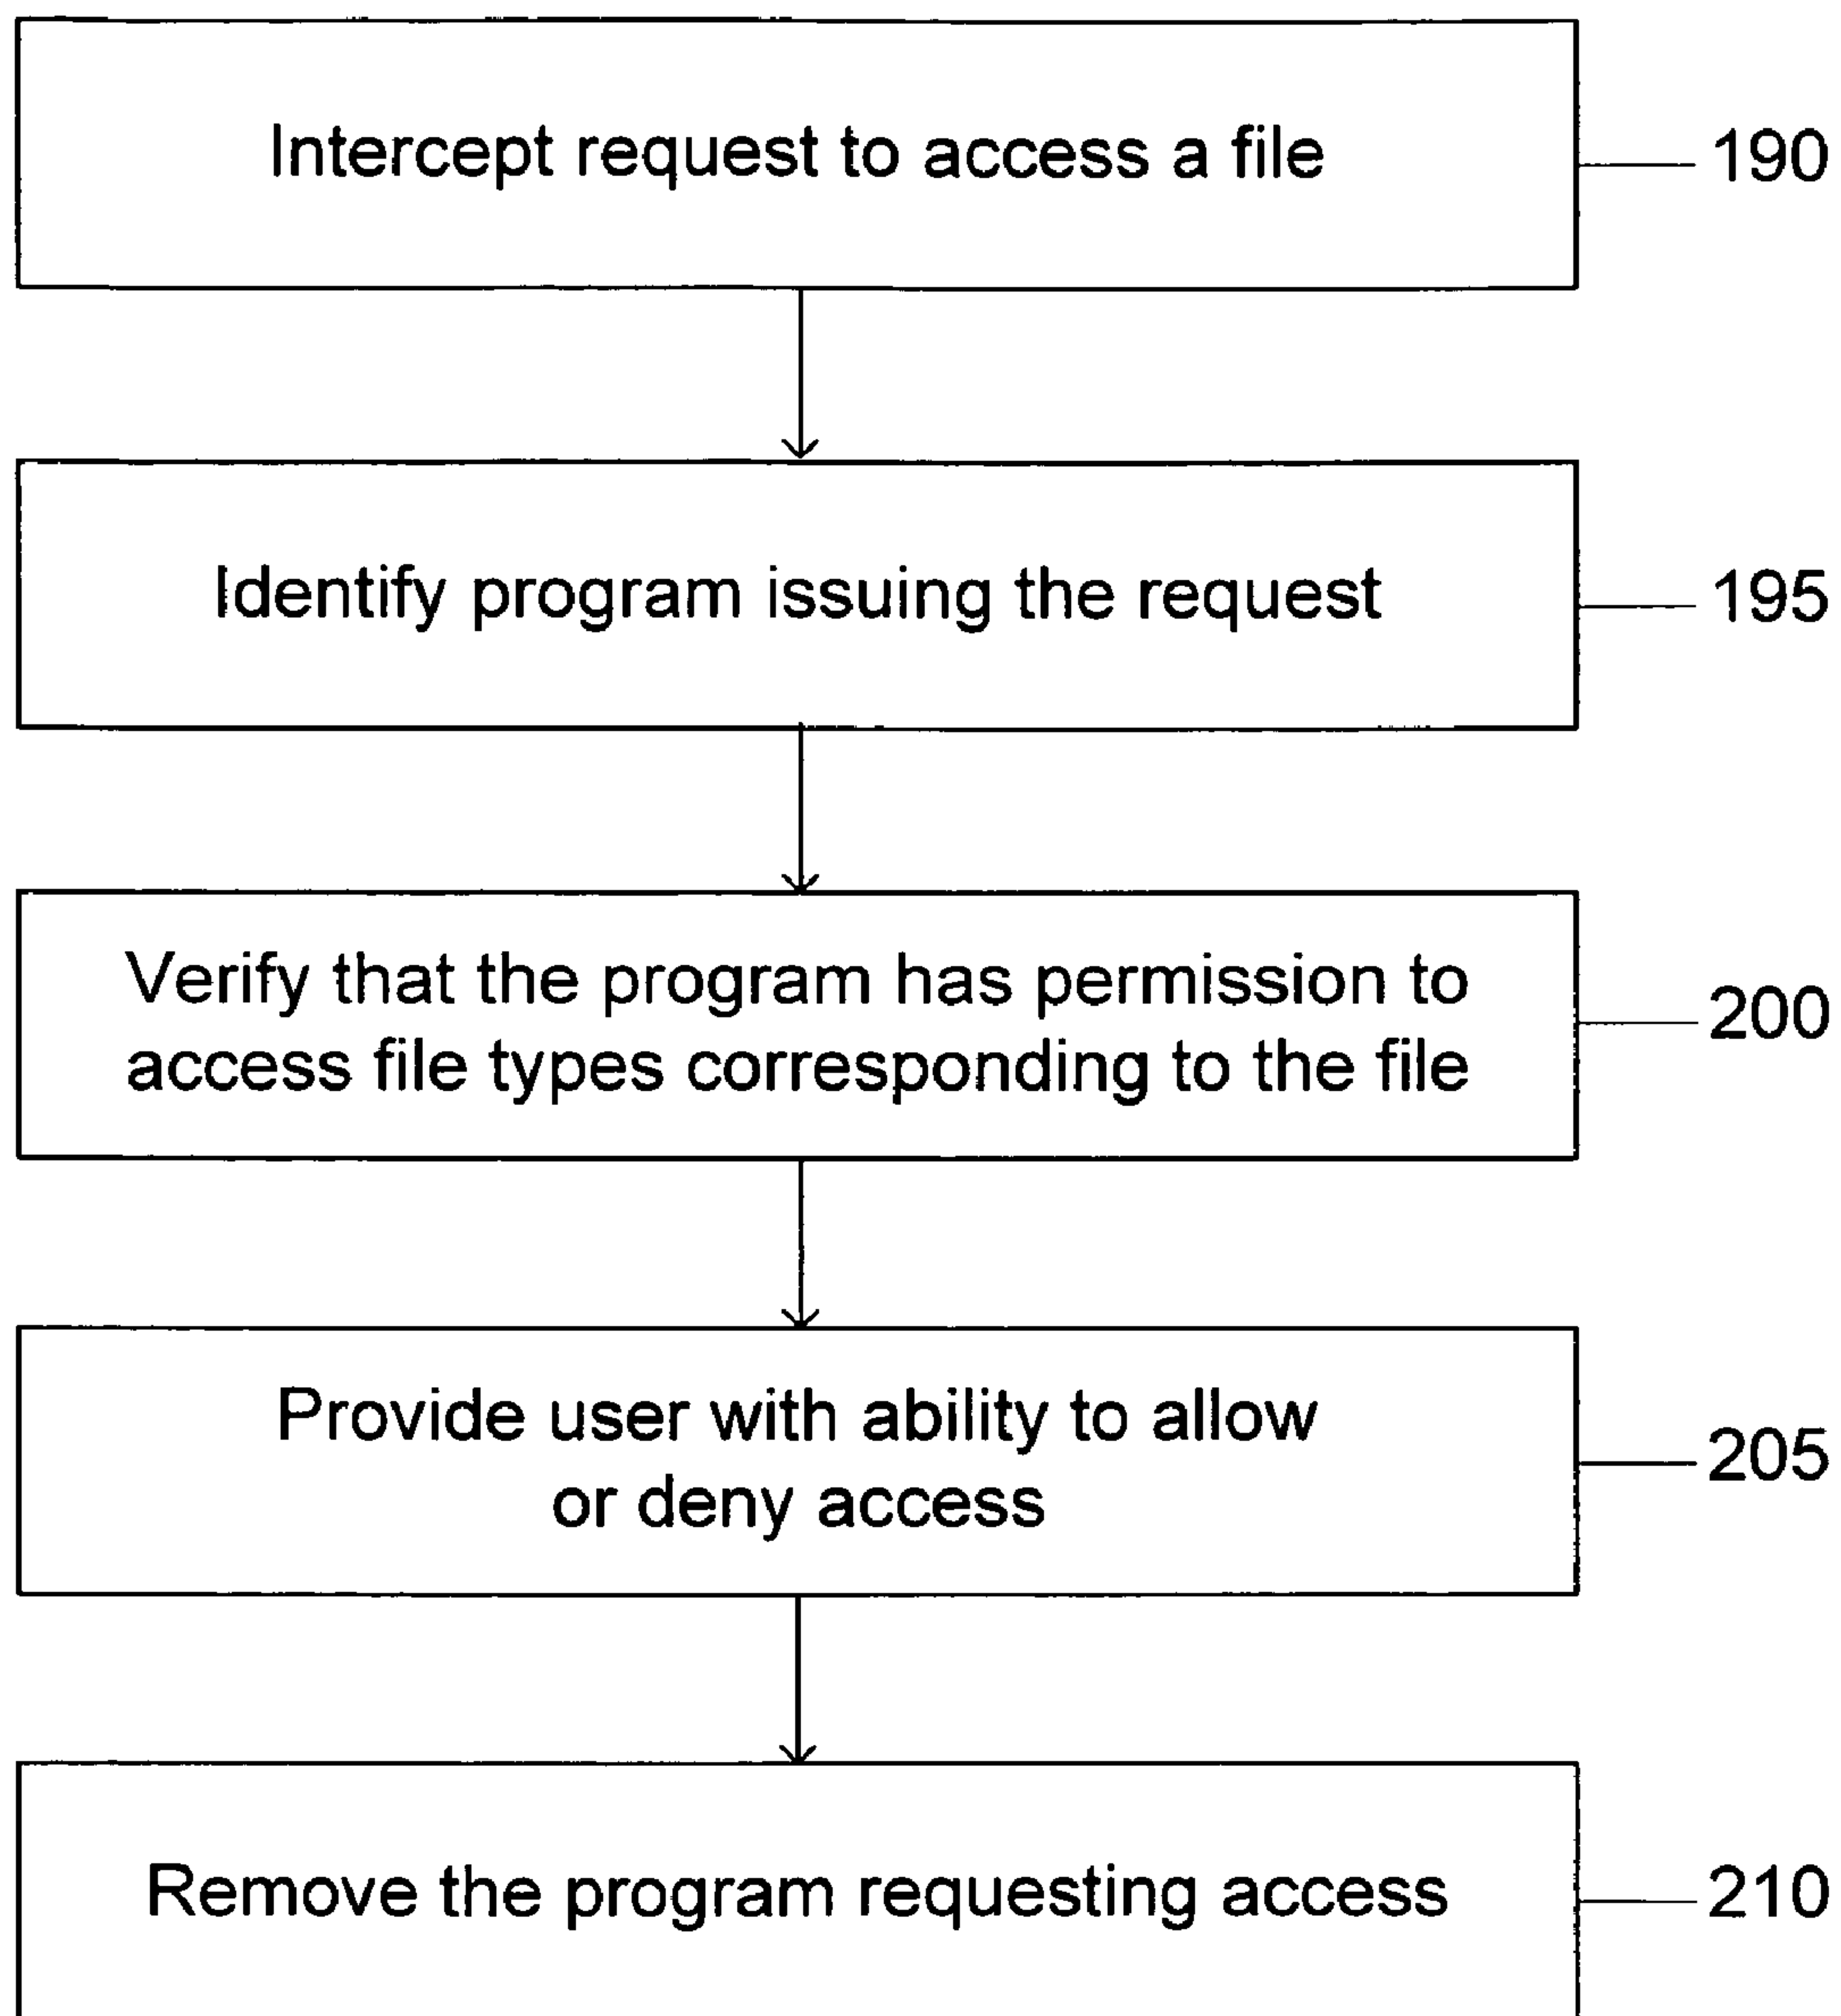 Intercept request to access a file
190
Identify program issuing the request
195
Verify that the program has permission to
access file types corresponding to the file
200
Provide user with ability to allow
or deny access
205
Remove the program requesting access
210